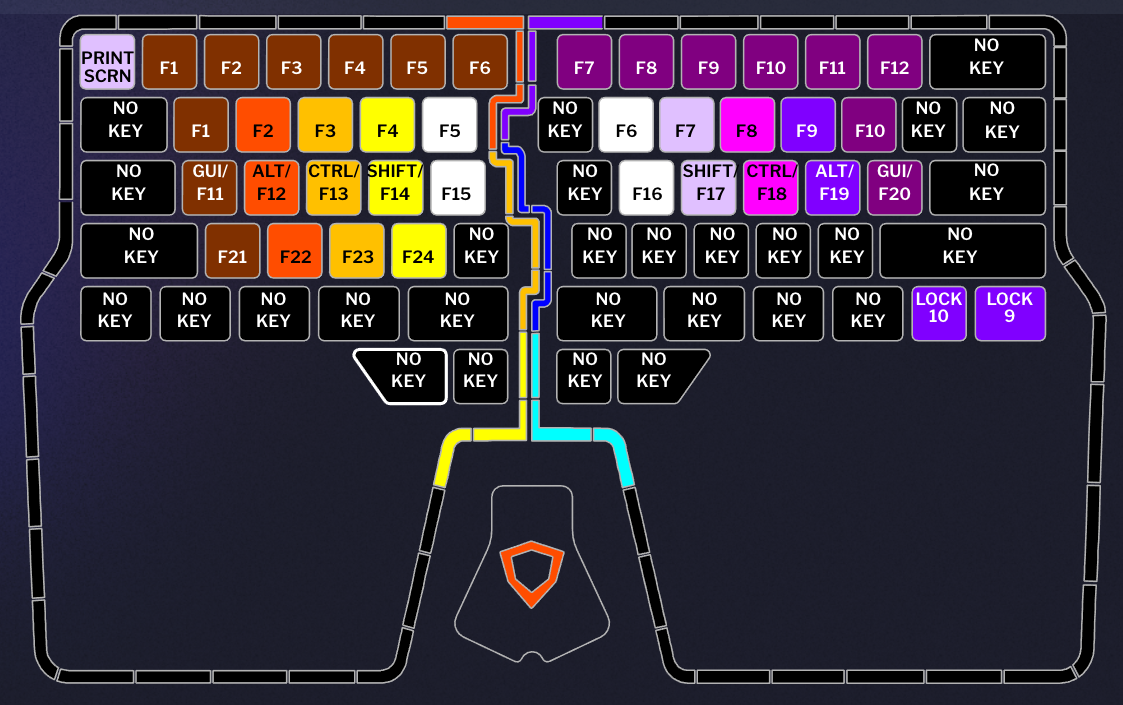 PRINT
SCRN
F1
F2
F3
F4
F5
F6
F7
F8
F9
F10
F11
F12
NO
KEY
NO
KEY
F1
F2
F3
F4
F5
NO
KEY
F6
F7
F8
F9
F10
NO
KEY
NO
KEY
NO
KEY
GUI/
F11
ALT/
F12
CTRL/
F13
SHIFT/
F14
F15
NO
KEY
F16
SHIFT/
F17
CTRL/
F18
ALT/
F19
GUI/
F20
NO
KEY
NO
KEY
F21
F22
F23
F24
NO
KEY
NO
KEY
NO
KEY
NO
KEY
NO
KEY
NO
KEY
NO
KEY
NO
KEY
NO
KEY
NO
KEY
NO
KEY
NO
KEY
NO
KEY
NO
KEY
NO
KEY
NO
KEY
LOCK
10
LOCK
9
NO
KEY
NO
KEY
NO
KEY
NO
KEY